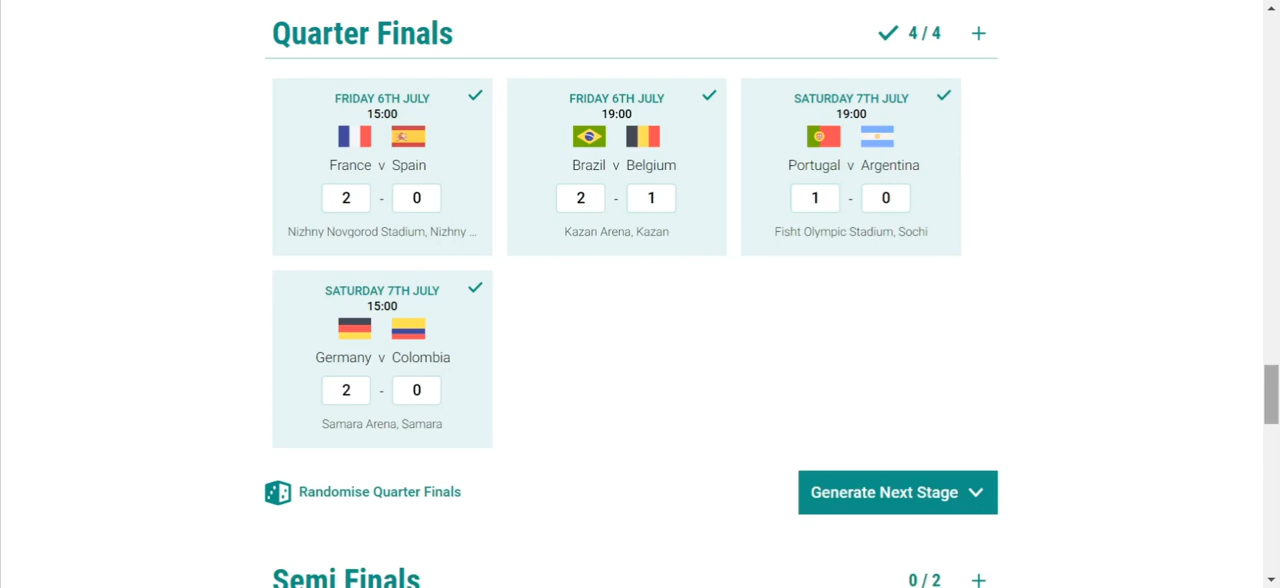 Quarter Finals
4 / 4 +
FRIDAY 6TH JULY
15:00
France v Spain
2 - 0
Nizhny Novgorod Stadium, Nizhny ...
FRIDAY 6TH JULY
19:00
Brazil v Belgium
2 - 1
Kazan Arena, Kazan
SATURDAY 7TH JULY
19:00
Portugal v Argentina
1 - 0
Fisht Olympic Stadium, Sochi
SATURDAY 7TH JULY
15:00
Germany v Colombia
2 - 0
Samara Arena, Samara
Randomise Quarter Finals
Generate Next Stage
Semi Finals
0 / 2 +